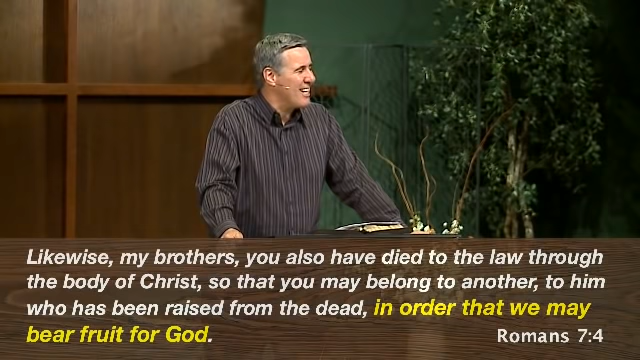 Likewise, my brothers, you also have died to the law through
the body of Christ, so that you may belong to another, to him
who has been raised from the dead, in order that we may
bear fruit for God.
Romans 7:4